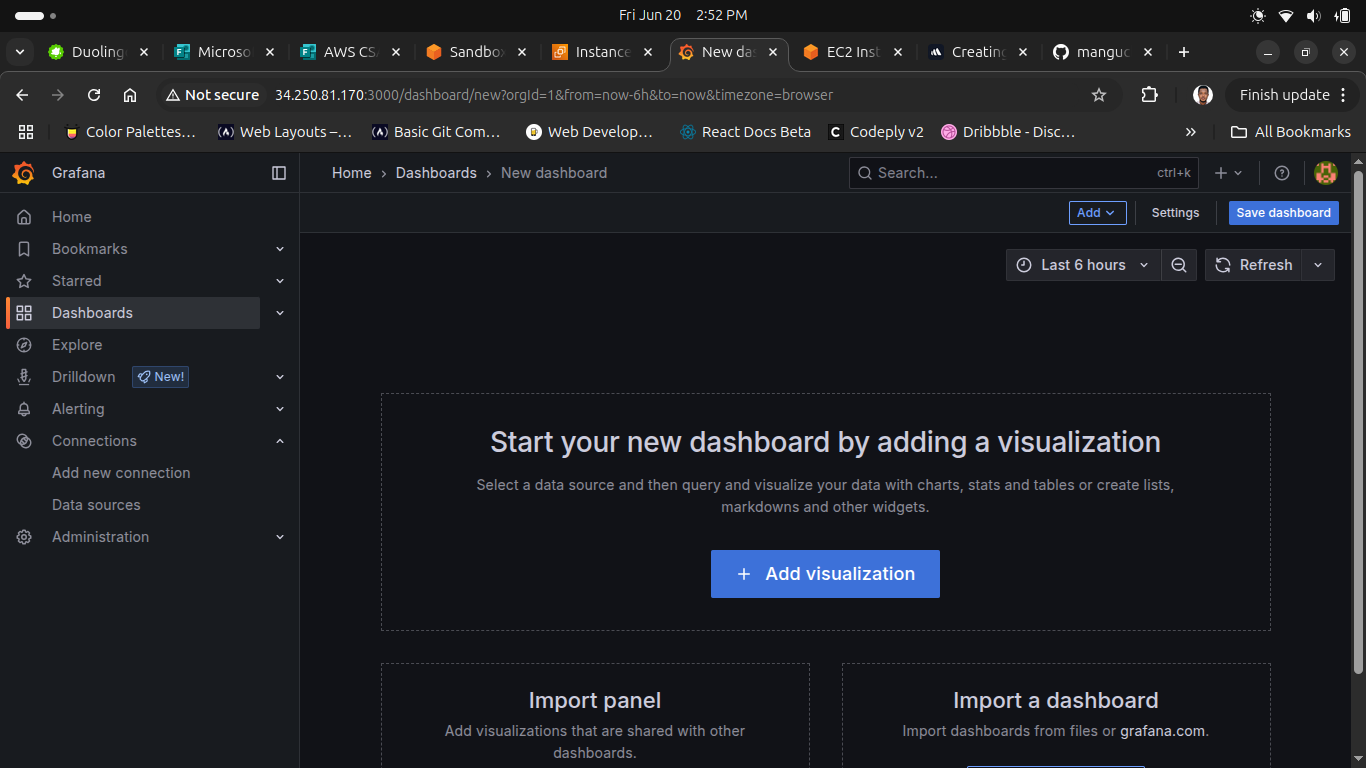 Fri Jun 20 2:52 PM
Duoling
Microso
AWS CS
Sandbox
Instance
New das
EC2 Inst
Creating
manguc
Not secure 34.250.81.170:3000/dashboard/new?orgId=1&from=now-6h&to=now&timezone=browser Finish update
Color Palettes… Web Layouts –… Basic Git Com… Web Develop… React Docs Beta Codeply v2 Dribbble - Disc… » All Bookmarks
Grafana
Home › Dashboards › New dashboard
Search... ctrl+k
Add Settings Save dashboard
Last 6 hours Refresh
Home
Bookmarks
Starred
Dashboards
Explore
Drilldown New!
Alerting
Connections
Add new connection
Data sources
Administration
Start your new dashboard by adding a visualization
Select a data source and then query and visualize your data with charts, stats and tables or create lists,
markdowns and other widgets.
+ Add visualization
Import panel
Add visualizations that are shared with other
dashboards.
Import a dashboard
Import dashboards from files or grafana.com.